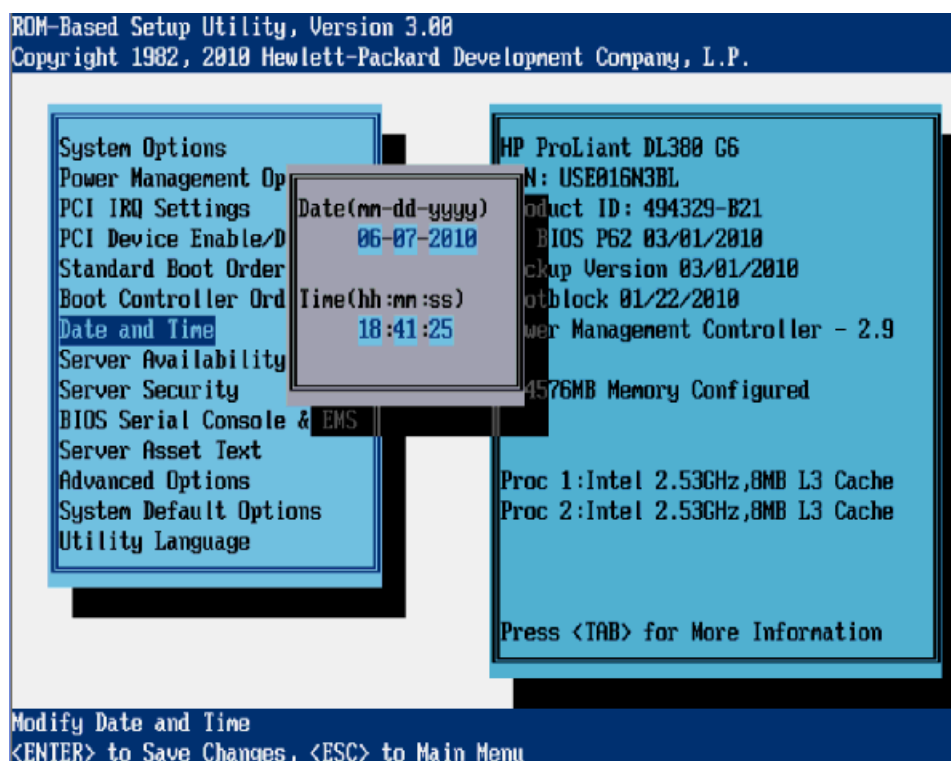 ROM-Based Setup Utility, Version 3.00
Copyright 1982, 2010 Hewlett-Packard Development Company, L.P.
System Options
Power Management Op
PCI IRQ Settings
PCI Device Enable/D
Standard Boot Order
Boot Controller Ord
Date and Time
Server Availability
Server Security
BIOS Serial Console & EMS
Server Asset Text
Advanced Options
System Default Options
Utility Language
Date(mm-dd-yyyy)
06-07-2010
Time(hh:mm:ss)
18:41:25
HP ProLiant DL380 G6
N: USE016N3BL
oduct ID: 494329-B21
BIOS P62 03/01/2010
ckup Version 03/01/2010
otblock 01/22/2010
wer Management Controller - 2.9
4576MB Memory Configured
Proc 1:Intel 2.53GHz,8MB L3 Cache
Proc 2:Intel 2.53GHz,8MB L3 Cache
Press <TAB> for More Information
Modify Date and Time
<ENTER> to Save Changes, <ESC> to Main Menu